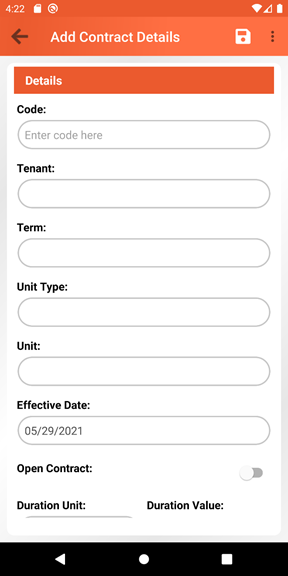 4:22
Add Contract Details
Details
Code:
Enter code here
Tenant:
Term:
Unit Type:
Unit:
Effective Date:
05/29/2021
Open Contract:
Duration Unit: Duration Value: